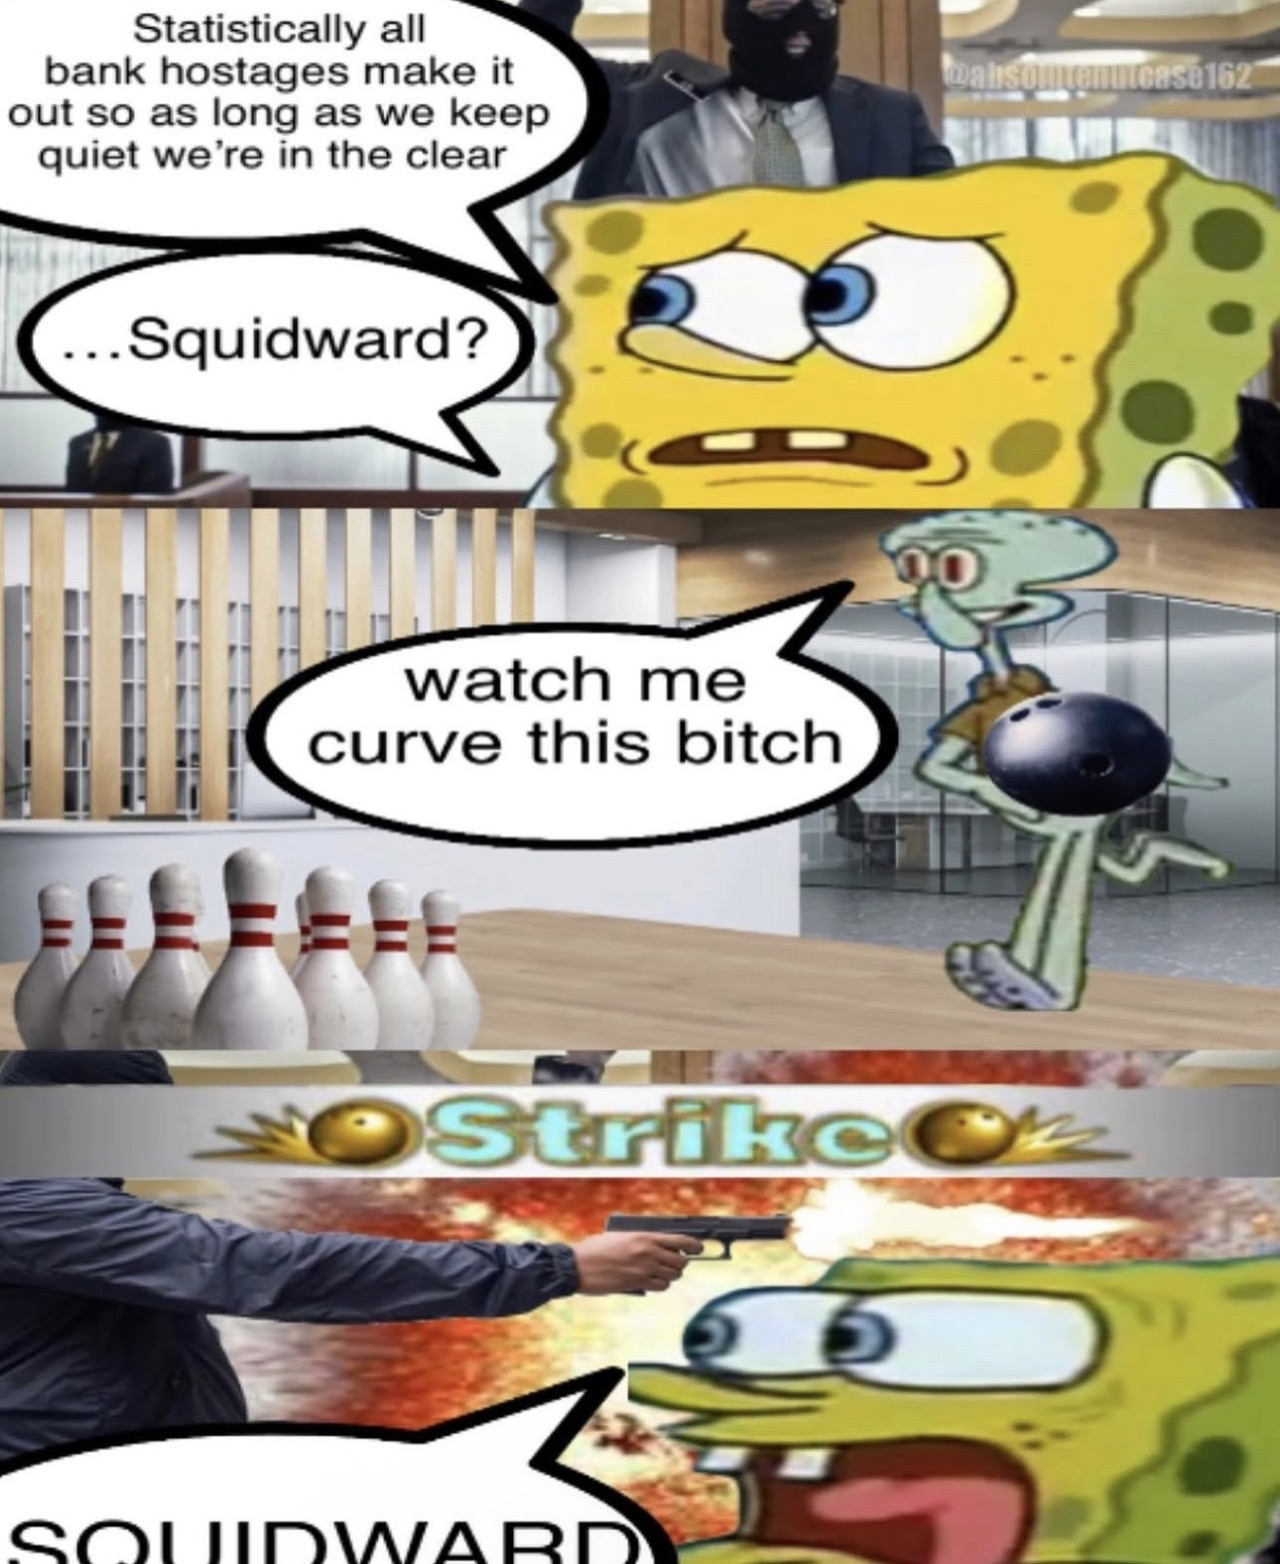 Statistically all
bank hostages make it
out so as long as we keep
quiet we're in the clear
@absolutenutcase162
...Squidward?
watch me
curve this bitch
Strike
SQUIDWARD